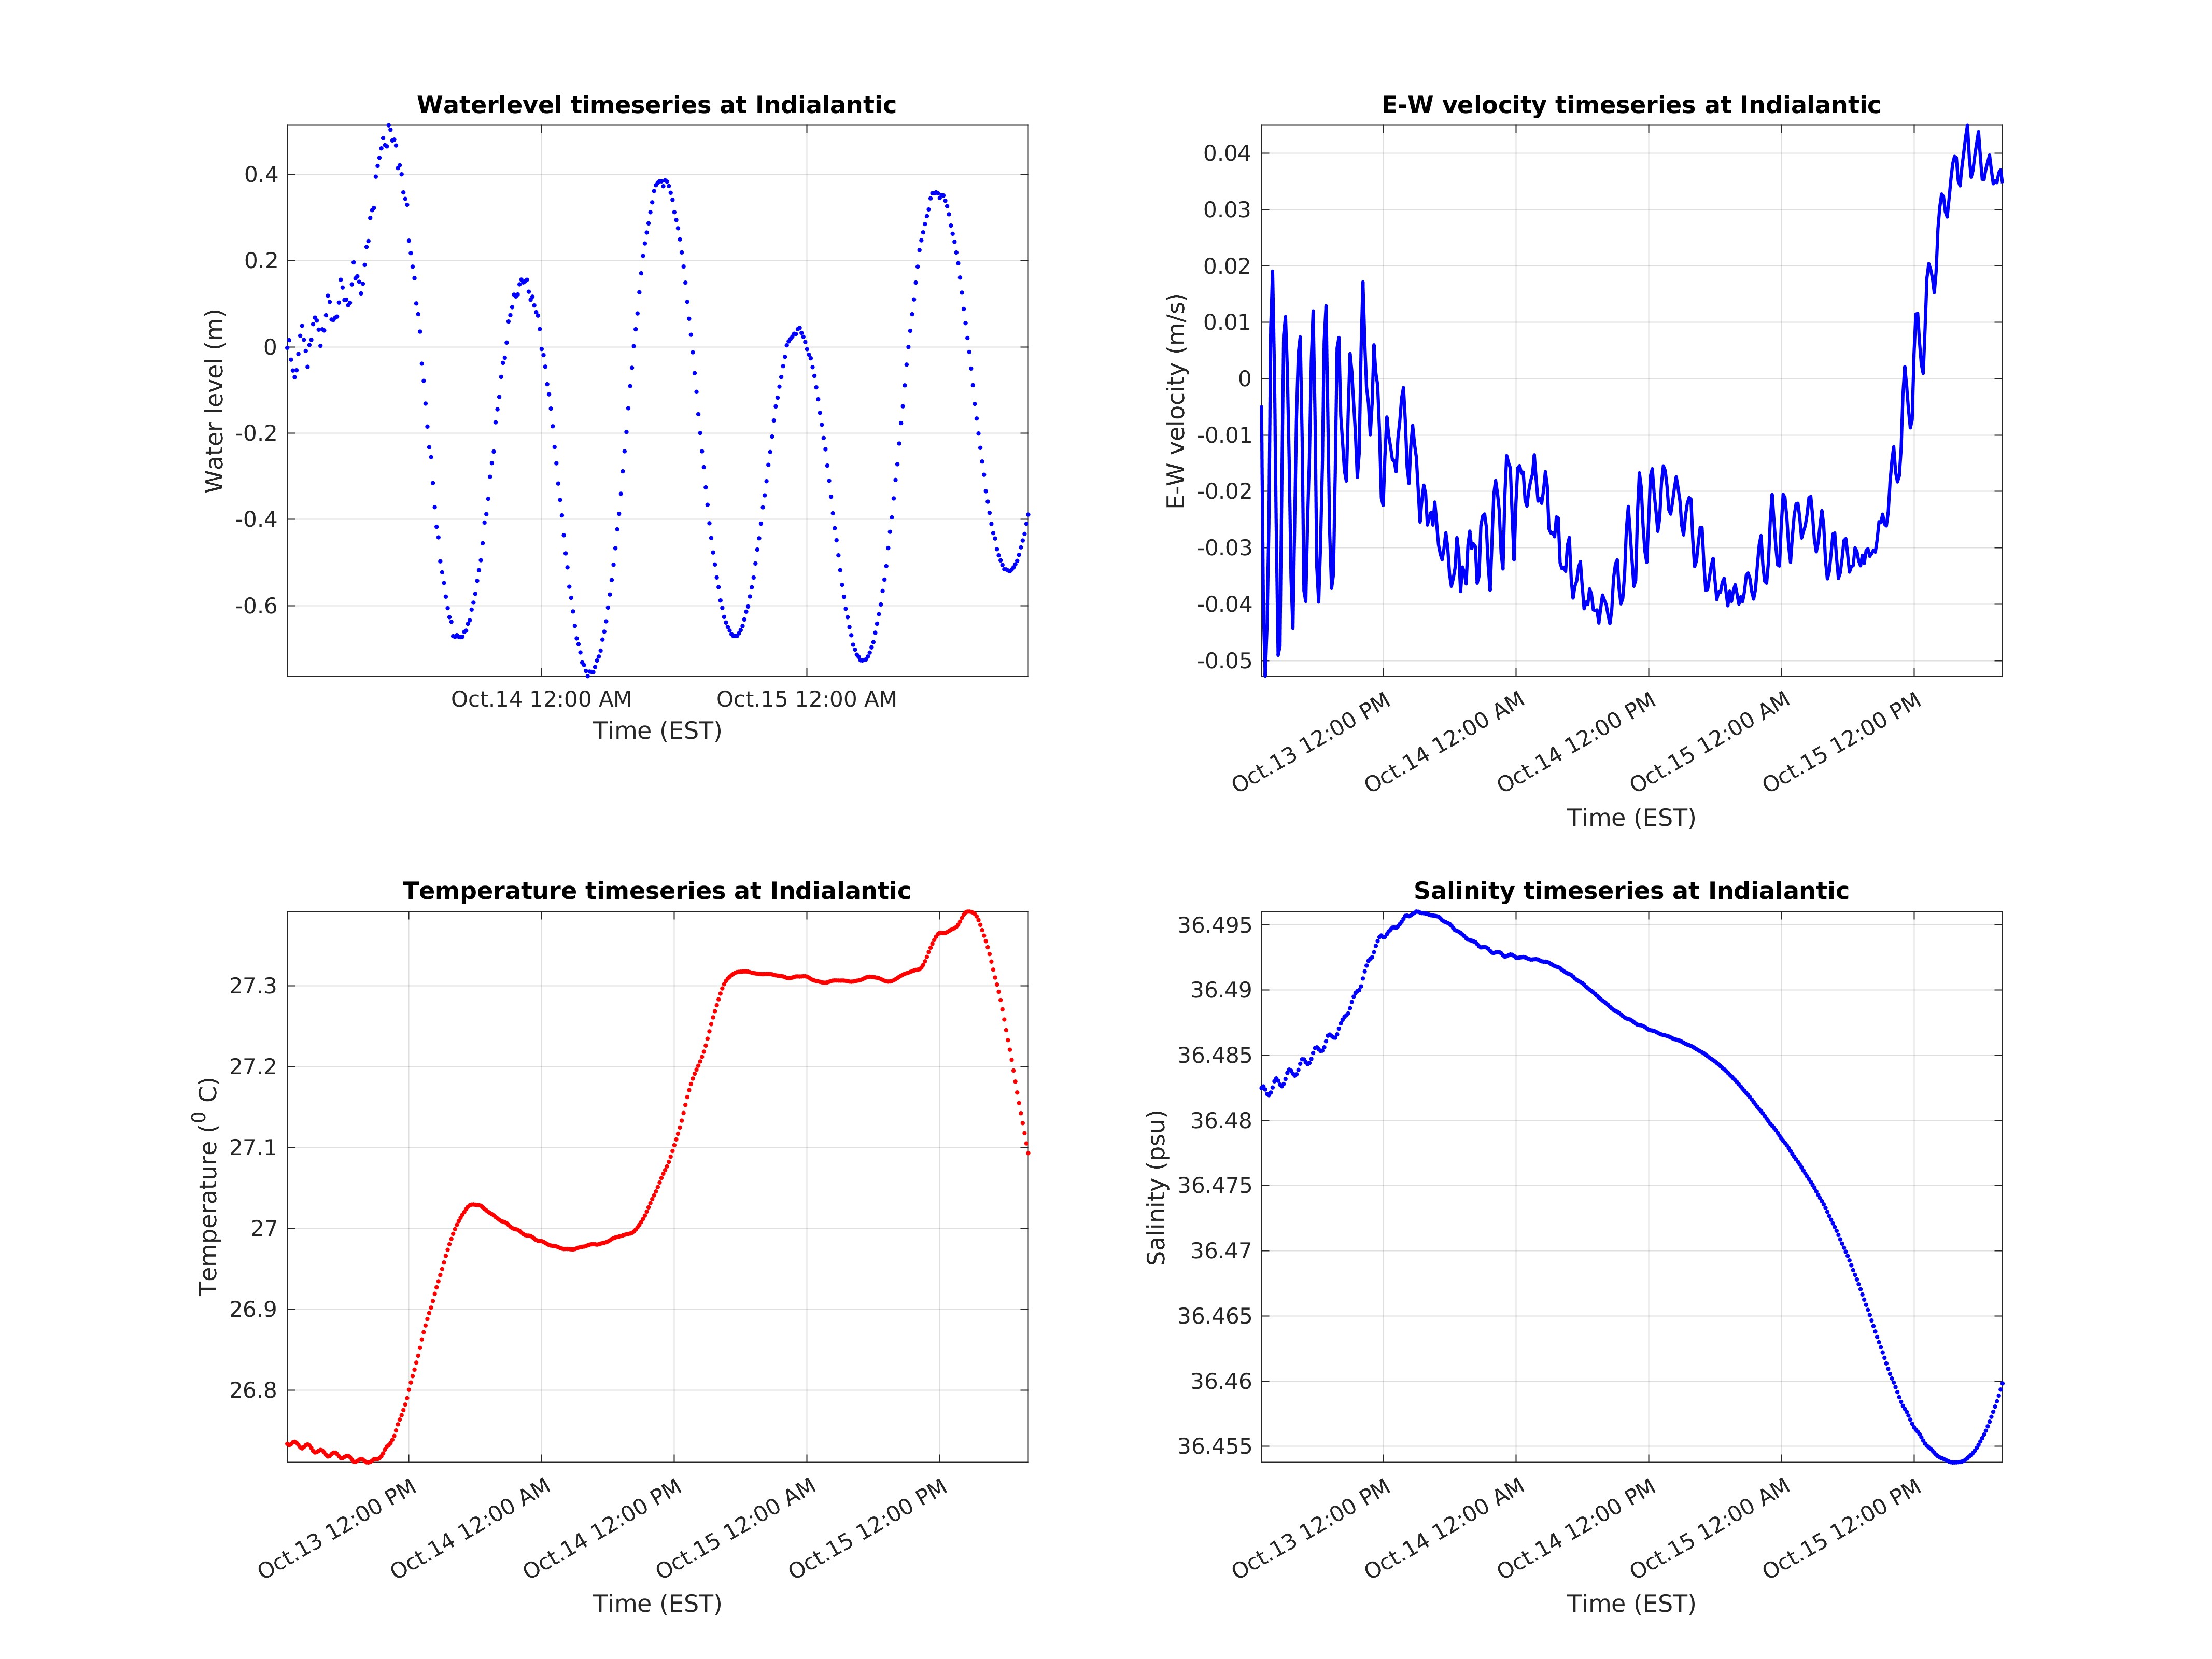 Waterlevel timeseries at Indialantic
0.4
0.2
0
-0.2
-0.4
-0.6
Water level (m)
Oct.14 12:00 AM
Oct.15 12:00 AM
Time (EST)
E-W velocity timeseries at Indialantic
0.04
0.03
0.02
0.01
0
-0.01
-0.02
-0.03
-0.04
-0.05
E-W velocity (m/s)
Oct.13 12:00 PM
Oct.14 12:00 AM
Oct.14 12:00 PM
Oct.15 12:00 AM
Oct.15 12:00 PM
Time (EST)
Temperature timeseries at Indialantic
27.3
27.2
27.1
27
26.9
26.8
Temperature (⁰ C)
Oct.13 12:00 PM
Oct.14 12:00 AM
Oct.14 12:00 PM
Oct.15 12:00 AM
Oct.15 12:00 PM
Time (EST)
Salinity timeseries at Indialantic
36.495
36.49
36.485
36.48
36.475
36.47
36.465
36.46
36.455
Salinity (psu)
Oct.13 12:00 PM
Oct.14 12:00 AM
Oct.14 12:00 PM
Oct.15 12:00 AM
Oct.15 12:00 PM
Time (EST)